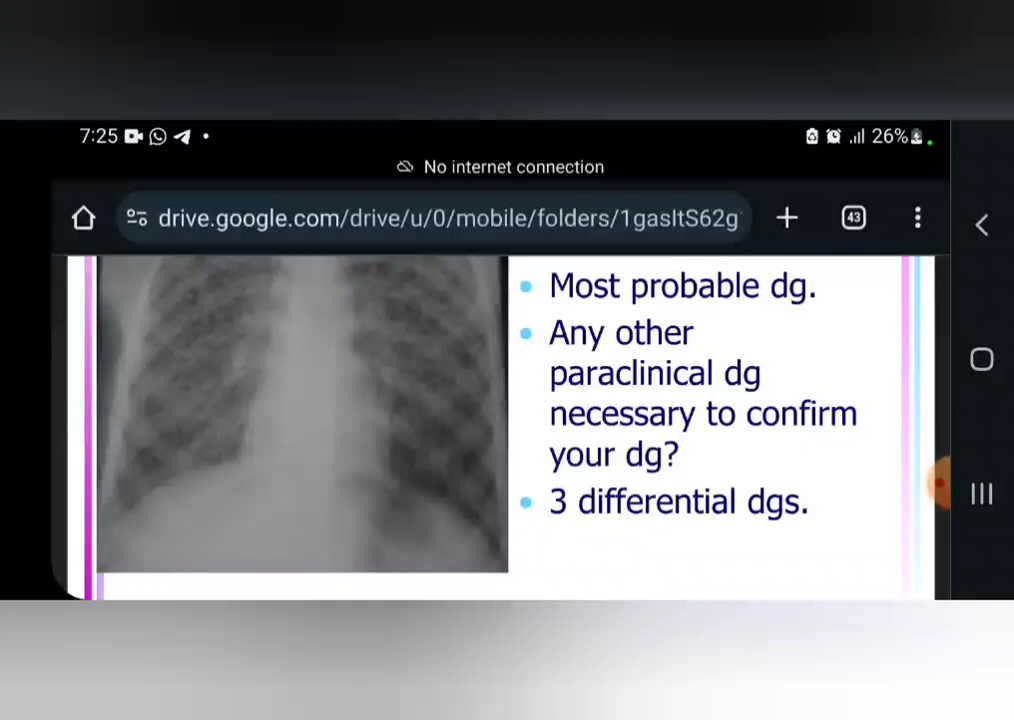 7:25 26%
No internet connection
drive.google.com/drive/u/0/mobile/folders/1gasItS62g
43
Most probable dg.
Any other
paraclinical dg
necessary to confirm
your dg?
3 differential dgs.